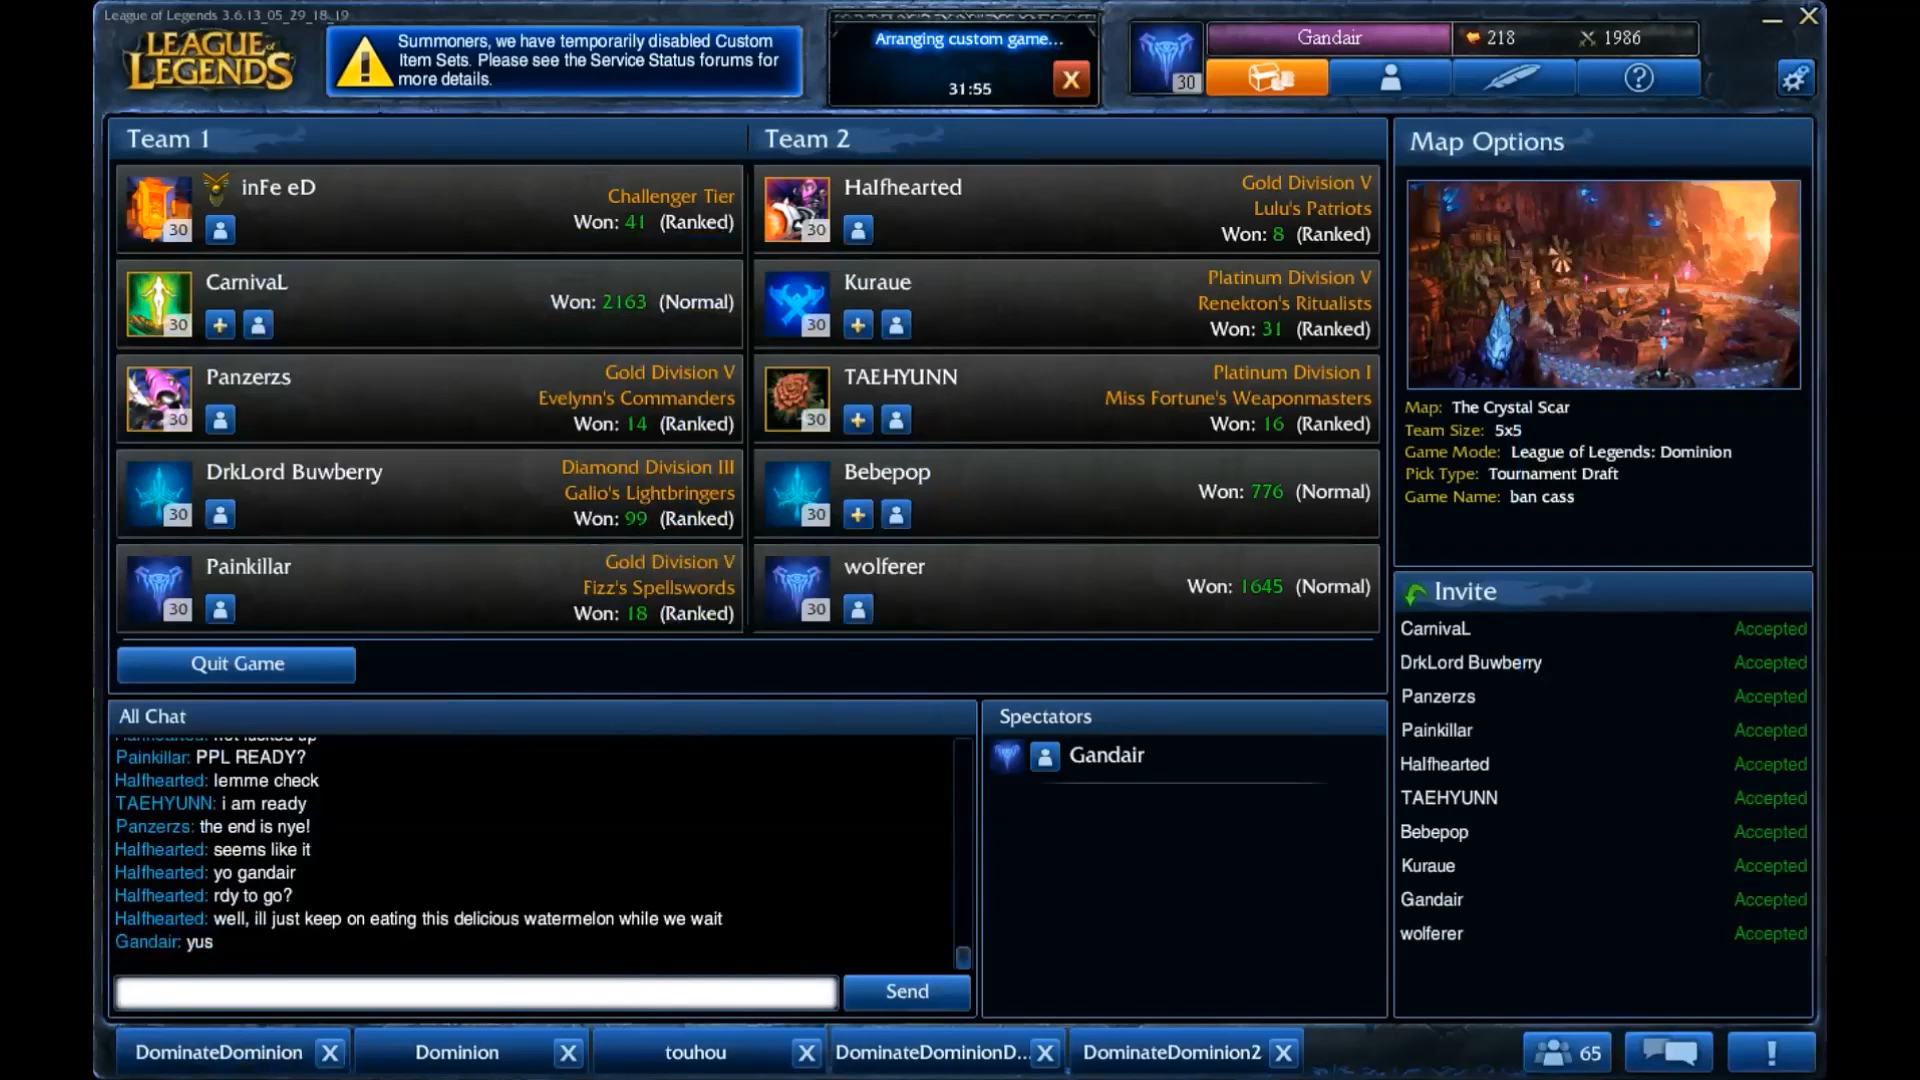 League of Legends 3.6.13_05_29_18_19
LEAGUE of LEGENDS
Summoners, we have temporarily disabled Custom
Item Sets. Please see the Service Status forums for
more details.
Arranging custom game...
31:55
X
30
Gandair
218
1986
?
Team 1
inFe eD
30
Challenger Tier
Won: 41 (Ranked)
CarnivaL
30
Won: 2163 (Normal)
Panzerzs
30
Gold Division V
Evelynn's Commanders
Won: 14 (Ranked)
DrkLord Buwberry
30
Diamond Division III
Galio's Lightbringers
Won: 99 (Ranked)
Painkillar
30
Gold Division V
Fizz's Spellswords
Won: 18 (Ranked)
Team 2
Halfhearted
30
Gold Division V
Lulu's Patriots
Won: 8 (Ranked)
Kuraue
30
Platinum Division V
Renekton's Ritualists
Won: 31 (Ranked)
TAEHYUNN
30
Platinum Division I
Miss Fortune's Weaponmasters
Won: 16 (Ranked)
Bebepop
30
Won: 776 (Normal)
wolferer
30
Won: 1645 (Normal)
Quit Game
Map Options
Map: The Crystal Scar
Team Size: 5x5
Game Mode: League of Legends: Dominion
Pick Type: Tournament Draft
Game Name: ban cass
Invite
CarnivaL Accepted
DrkLord Buwberry Accepted
Panzerzs Accepted
Painkillar Accepted
Halfhearted Accepted
TAEHYUNN Accepted
Bebepop Accepted
Kuraue Accepted
Gandair Accepted
wolferer Accepted
All Chat
Painkillar: PPL READY?
Halfhearted: lemme check
TAEHYUNN: i am ready
Panzerzs: the end is nye!
Halfhearted: seems like it
Halfhearted: yo gandair
Halfhearted: rdy to go?
Halfhearted: well, ill just keep on eating this delicious watermelon while we wait
Gandair: yus
Send
Spectators
Gandair
DominateDominion X
Dominion X
touhou X
DominateDominionD... X
DominateDominion2 X
65
!